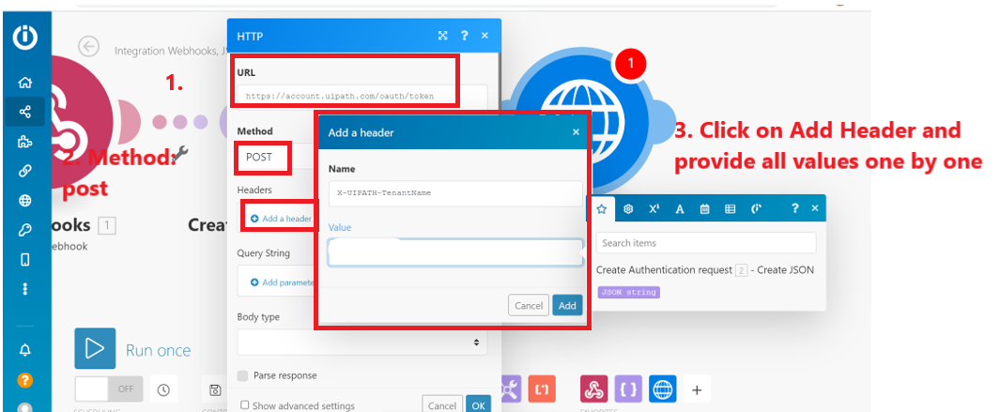 HTTP
?
×
Integration Webhooks, J
1.
URL
https://account.uipath.com/oauth/token
1
Method
POST
Add a header
×
3. Click on Add Header and
provide all values one by one
2. Method:
post
Name
X-UIPATH-TenantName
Headers
Add a header
Value
ooks 1
ebhook
Crea
Query String
Add paramete
Search items
Create Authentication request 2 - Create JSON
JSON string
Cancel
Add
Body type
Run once
OFF
Parse response
Show advanced settings
Cancel
OK
SCHEDULING
FAVORITES